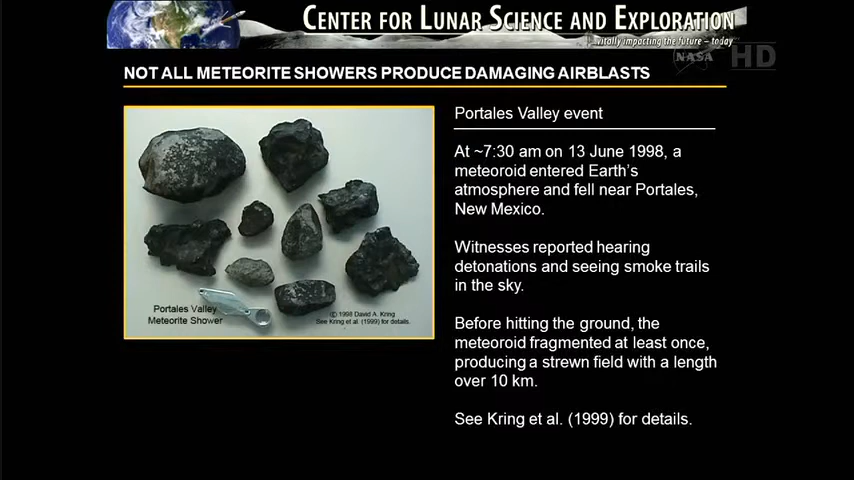 CENTER FOR LUNAR SCIENCE AND EXPLORATION
vitally impacting the future – today
NASA HD
NOT ALL METEORITE SHOWERS PRODUCE DAMAGING AIRBLASTS
Portales Valley event
At ~7:30 am on 13 June 1998, a
meteoroid entered Earth's
atmosphere and fell near Portales,
New Mexico.
Witnesses reported hearing
detonations and seeing smoke trails
in the sky.
Before hitting the ground, the
meteoroid fragmented at least once,
producing a strewn field with a length
over 10 km.
See Kring et al. (1999) for details.
Portales Valley
Meteorite Shower
(c) 1998 David A. Kring
See Kring et al. (1999) for details.